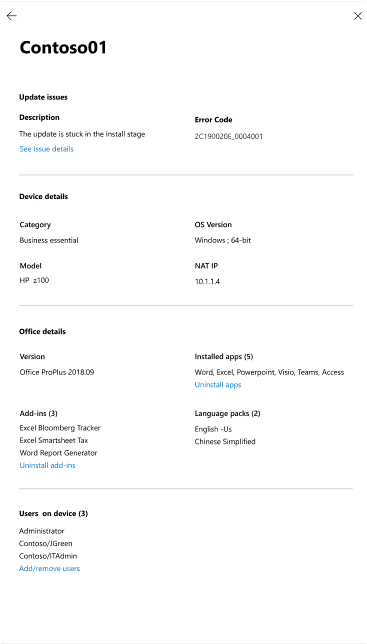 Contoso01
Update issues
Description
The update is stuck in the install stage
See issue details
Error Code
2C190020E_0004001
Device details
Category
Business essential
OS Version
Windows ; 64-bit
Model
HP z100
NAT IP
10.1.1.4
Office details
Version
Office ProPlus 2018.09
Installed apps (5)
Word, Excel, Powerpoint, Visio, Teams, Access
Uninstall apps
Add-ins (3)
Excel Bloomberg Tracker
Excel Smartsheet Tax
Word Report Generator
Uninstall add-ins
Language packs (2)
English -Us
Chinese Simplified
Users on device (3)
Administrator
Contoso/JGreen
Contoso/ITAdmin
Add/remove users